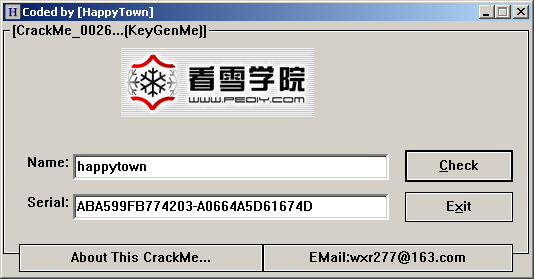 Coded by [HappyTown]
[CrackMe_0026...(KeyGenMe)]
看雪学院
www.PEDIY.com
Name: happytown Check
Serial: ABA599FB774203-A0664A5D61674D Exit
About This CrackMe... EMail:wxr277@163.com